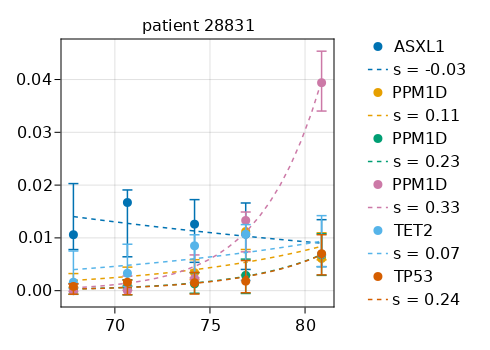 patient 28831
0.04
0.03
0.02
0.01
0.00
70
75
80
ASXL1
s = -0.03
PPM1D
s = 0.11
PPM1D
s = 0.23
PPM1D
s = 0.33
TET2
s = 0.07
TP53
s = 0.24